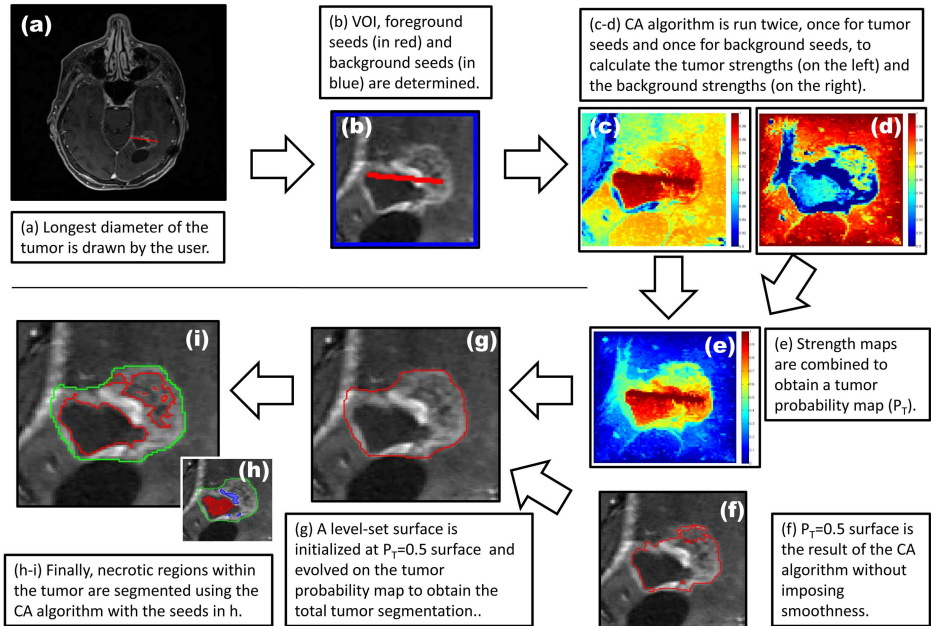 (a)
(a) Longest diameter of the
tumor is drawn by the user.
(b) VOI, foreground
seeds (in red) and
background seeds (in
blue) are determined.
(b)
(c-d) CA algorithm is run twice, once for tumor
seeds and once for background seeds, to
calculate the tumor strengths (on the left) and
the background strengths (on the right).
(c)
(d)
(e)
(e) Strength maps
are combined to
obtain a tumor
probability map (P_T).
(f)
(f) P_T=0.5 surface is
the result of the CA
algorithm without
imposing
smoothness.
(g)
(g) A level-set surface is
initialized at P_T=0.5 surface and
evolved on the tumor
probability map to obtain the
total tumor segmentation..
(i)
(h)
(h-i) Finally, necrotic regions within
the tumor are segmented using the
CA algorithm with the seeds in h.